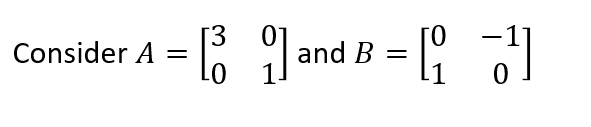 Consider A = [3 0; 0 1] and B = [0 −1; 1 0]